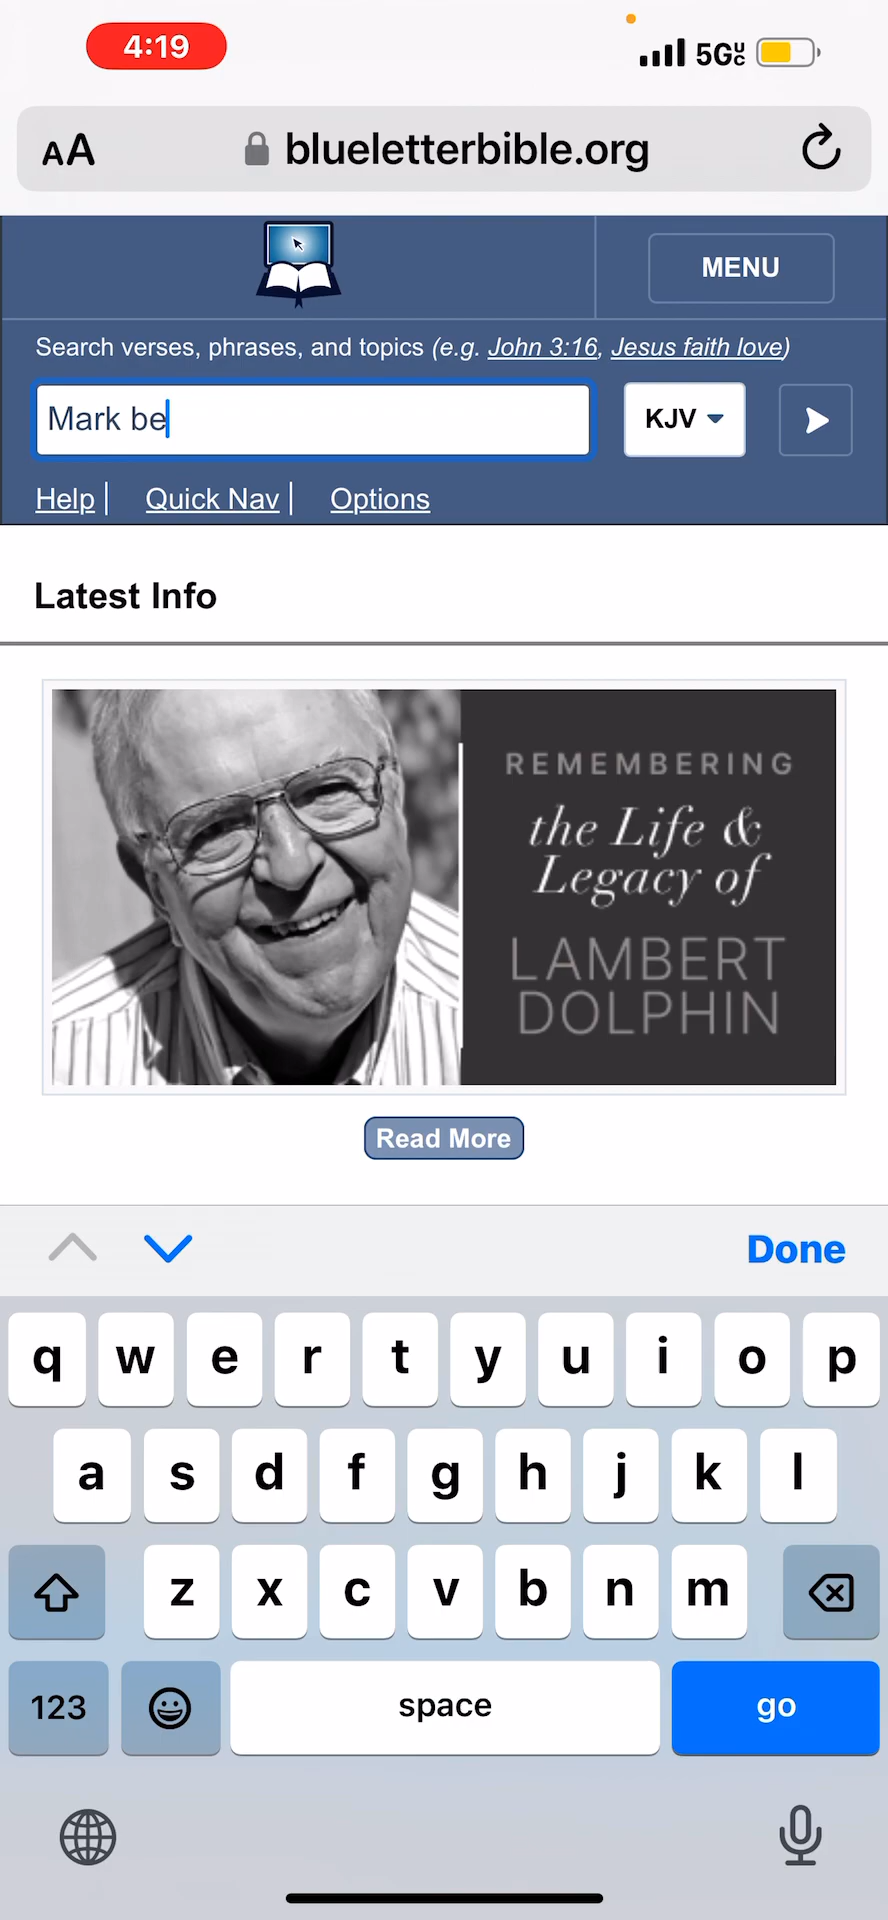 4:19
5GUC
AA blueletterbible.org
MENU
Search verses, phrases, and topics (e.g. John 3:16, Jesus faith love)
Mark be
KJV
Help | Quick Nav | Options
Latest Info
REMEMBERING
the Life &
Legacy of
LAMBERT
DOLPHIN
Read More
Done
q w e r t y u i o p
a s d f g h j k l
z x c v b n m
123 space go